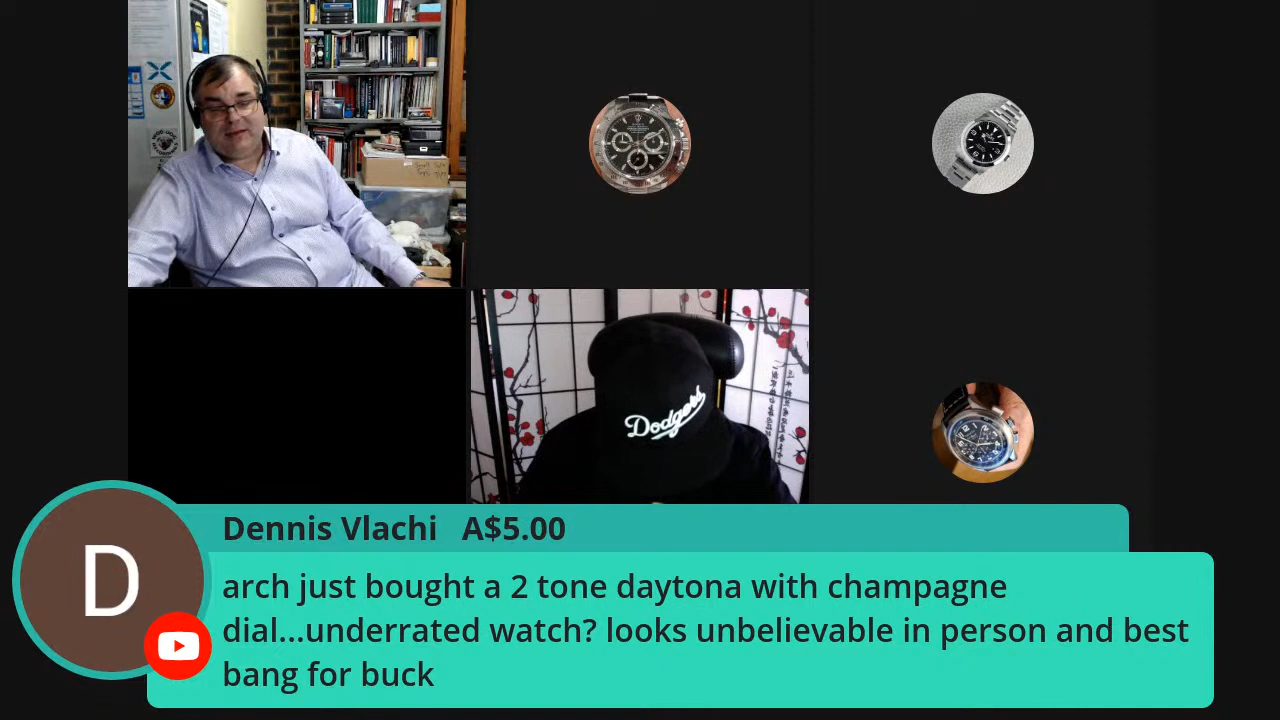 Dodgers
Dennis Vlachi A$5.00
D
arch just bought a 2 tone daytona with champagne
dial...underrated watch? looks unbelievable in person and best
bang for buck